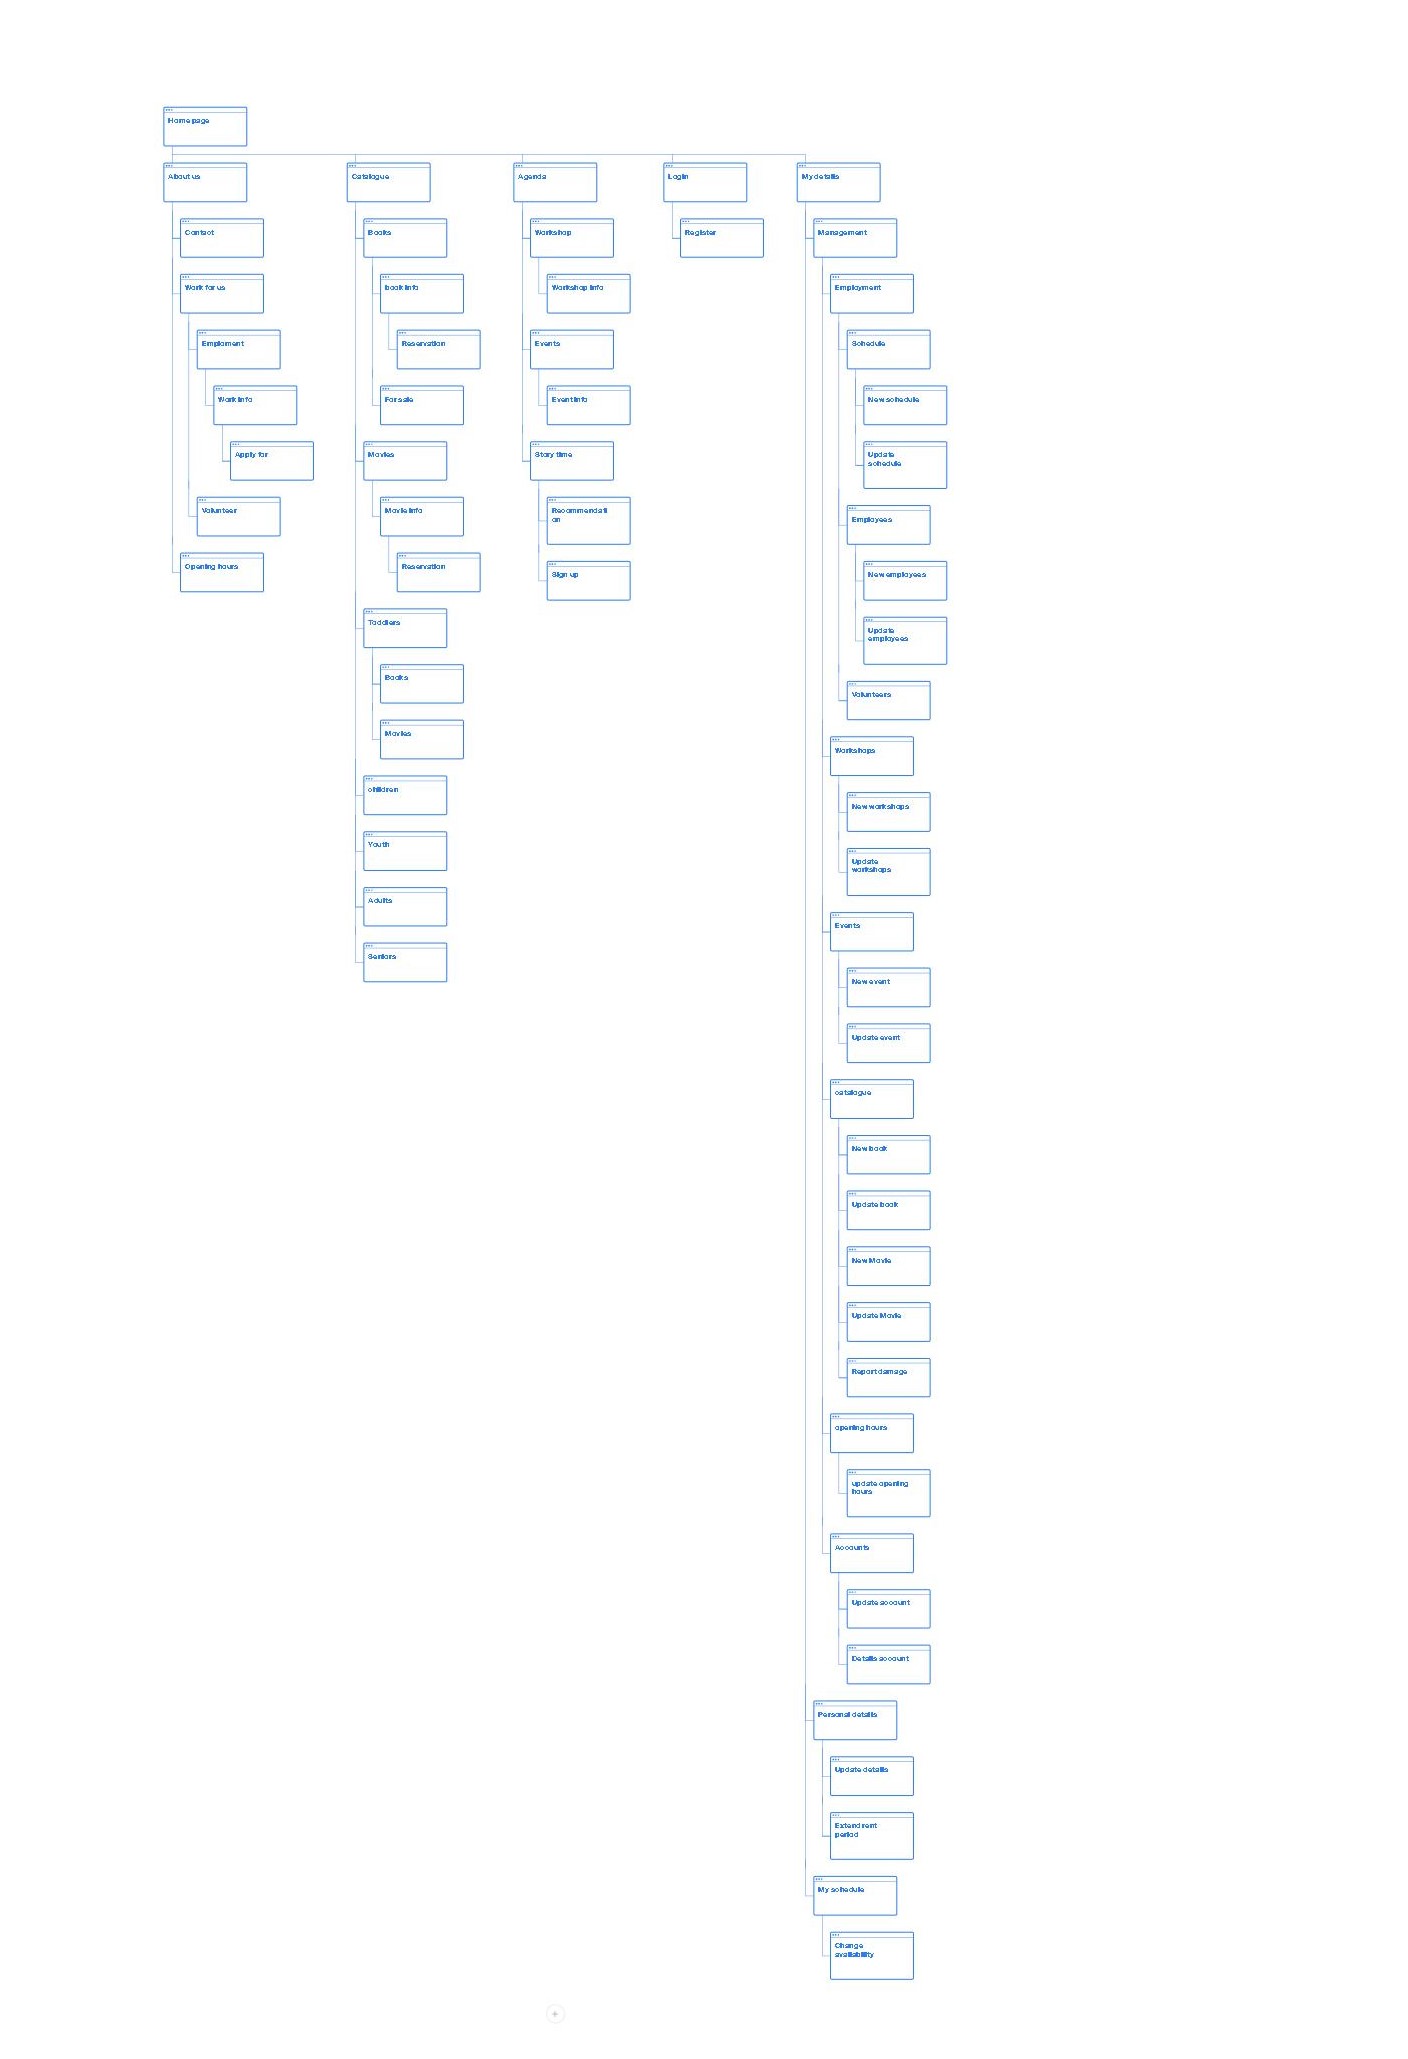 Homepage
About us
Contact
Work for us
Emploment
Work info
Apply for
Volunteer
Opening hours
Catalogue
Books
book info
Reservation
For sale
Movies
Movie info
Reservation
Toddlers
Books
Movies
children
Youth
Adults
Seniors
Agenda
Workshop
Workshop info
Events
Event info
Story time
Recommendati
on
Sign up
Login
Register
My details
Management
Employment
Schedule
New schedule
Update
schedule
Employees
New employees
Update
employees
Volunteers
Workshops
New workshops
Update
workshops
Events
New event
Update event
catalogue
New book
Update book
New Movie
Update Movie
Report damage
opening hours
update opening
hours
Accounts
Update account
Details account
Personal details
Update details
Extend rent
period
My schedule
Change
availability